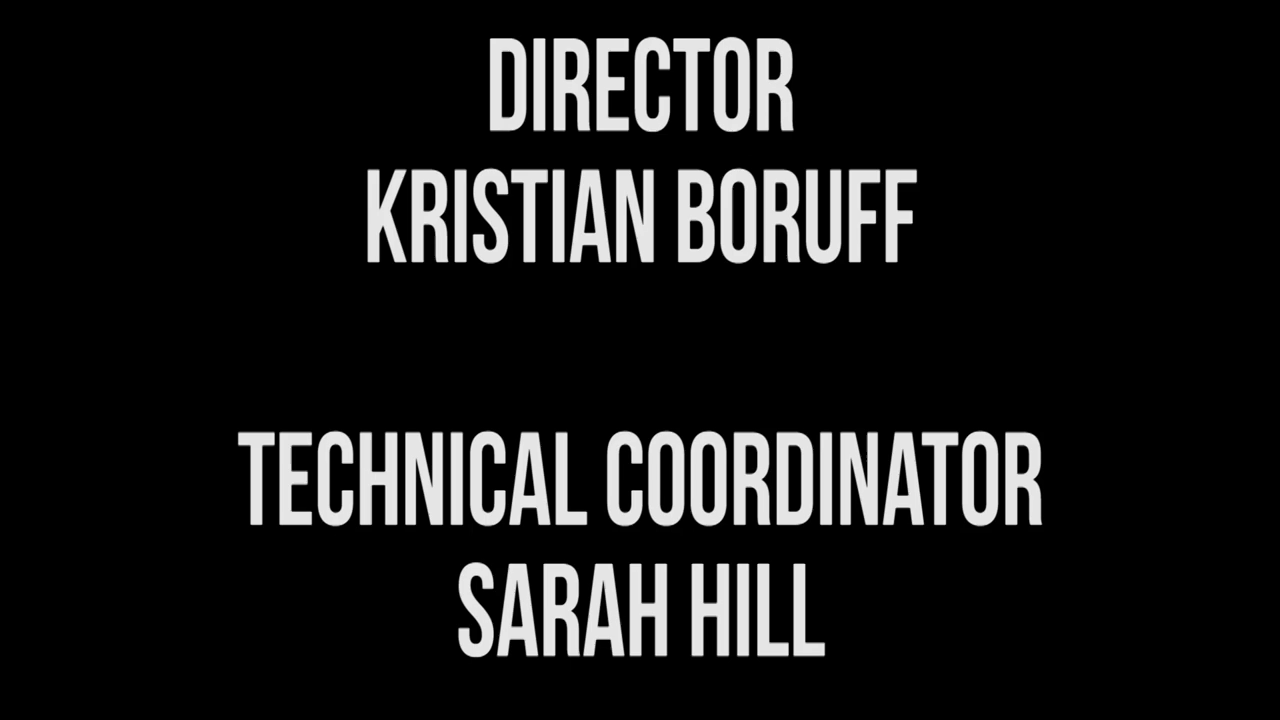 DIRECTOR
KRISTIAN BORUFF
TECHNICAL COORDINATOR
SARAH HILL